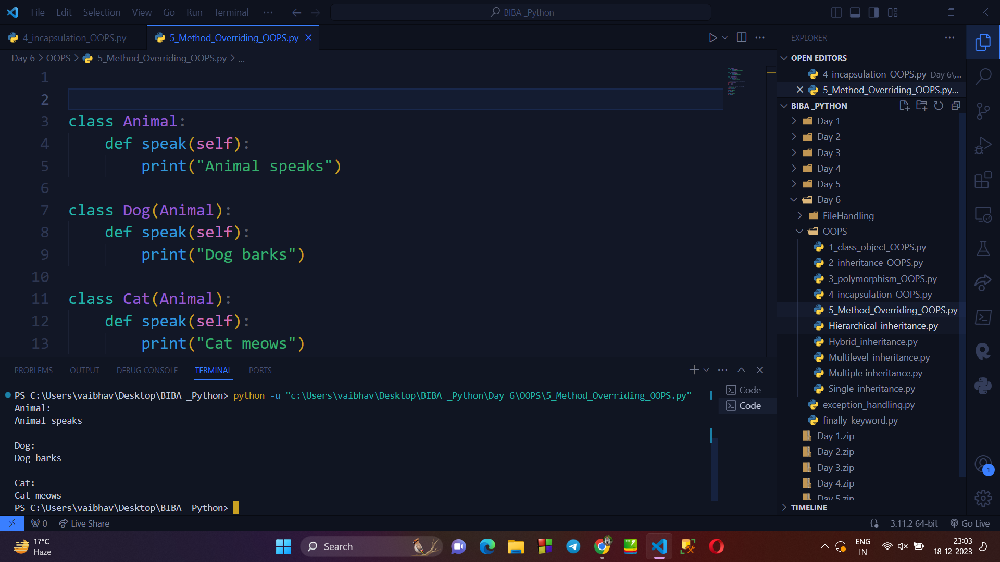 File Edit Selection View Go Run Terminal ··· BIBA _Python
4_incapsulation_OOPS.py 5_Method_Overriding_OOPS.py
Day 6 > OOPS > 5_Method_Overriding_OOPS.py > ...
1
2
3 class Animal:
4 def speak(self):
5 print("Animal speaks")
6
7 class Dog(Animal):
8 def speak(self):
9 print("Dog barks")
10
11 class Cat(Animal):
12 def speak(self):
13 print("Cat meows")
PROBLEMS OUTPUT DEBUG CONSOLE TERMINAL PORTS
PS C:\Users\vaibhav\Desktop\BIBA _Python> python -u "c:\Users\vaibhav\Desktop\BIBA _Python\Day 6\OOPS\5_Method_Overriding_OOPS.py"
Animal:
Animal speaks
Dog:
Dog barks
Cat:
Cat meows
PS C:\Users\vaibhav\Desktop\BIBA _Python>
Code
Code
EXPLORER
OPEN EDITORS
4_incapsulation_OOPS.py Day 6\...
5_Method_Overriding_OOPS.py...
BIBA _PYTHON
Day 1
Day 2
Day 3
Day 4
Day 5
Day 6
FileHandling
OOPS
1_class_object_OOPS.py
2_inheritance_OOPS.py
3_polymorphism_OOPS.py
4_incapsulation_OOPS.py
5_Method_Overriding_OOPS.py
Hierarchical_inheritance.py
Hybrid_inheritance.py
Multilevel_inheritance.py
Multiple inheritance.py
Single_inheritance.py
exception_handling.py
finally_keyword.py
Day 1.zip
Day 2.zip
Day 3.zip
Day 4.zip
Day 5.zip
TIMELINE
1
0 Live Share 3.11.2 64-bit Go Live
17°C
Haze
Search
ENG
IN
23:03
18-12-2023